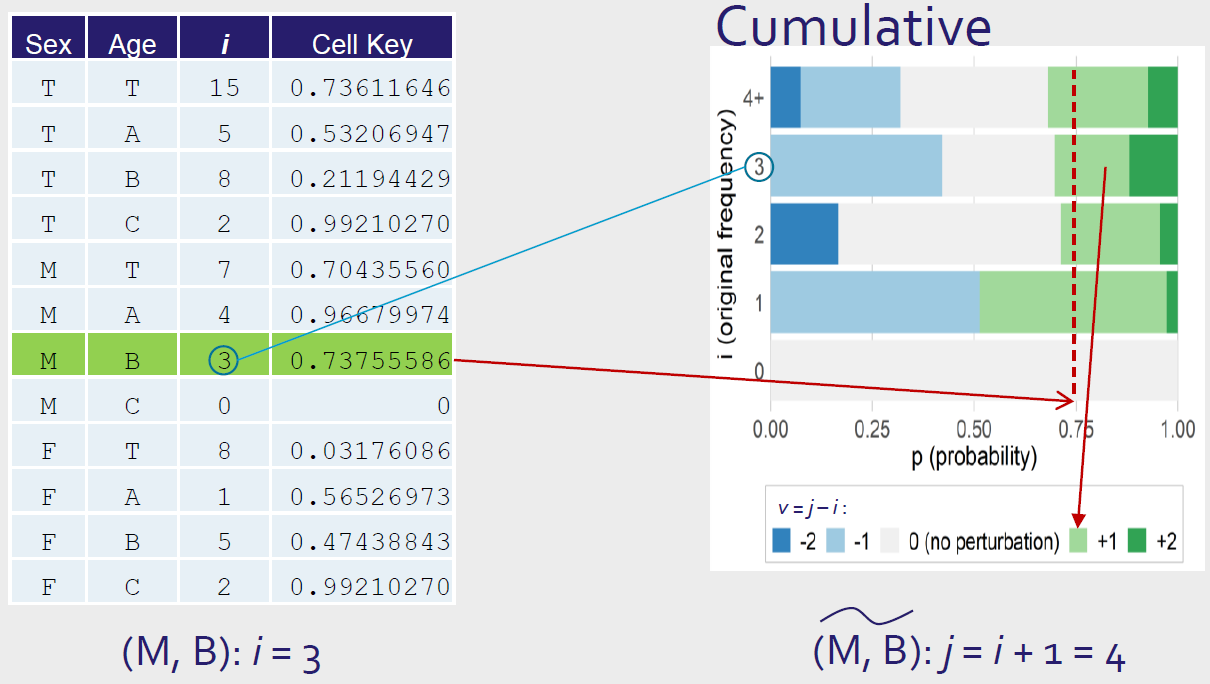 Cumulative
Sex Age i Cell Key
T T 15 0.73611646
T A 5 0.53206947
T B 8 0.21194429
T C 2 0.99210270
M T 7 0.70435560
M A 4 0.96679974
M B 3 0.73755586
M C 0 0
F T 8 0.03176086
F A 1 0.56526973
F B 5 0.47438843
F C 2 0.99210270
(M, B): i = 3
i (original frequency)
4+
3
2
1
0
0.00 0.25 0.50 0.75 1.00
p (probability)
v = j – i :
-2 -1 0 (no perturbation) +1 +2
(M, B): j = i + 1 = 4